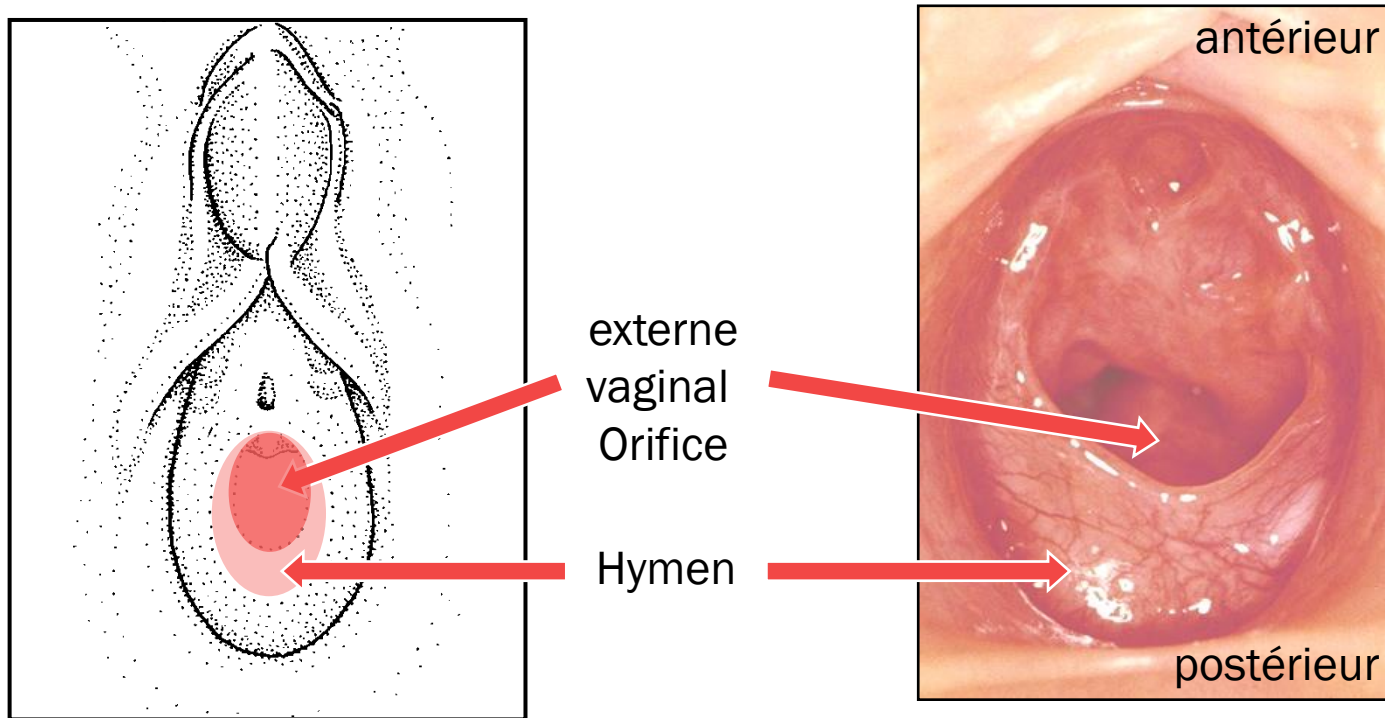 antérieur
externe
vaginal
Orifice
Hymen
postérieur